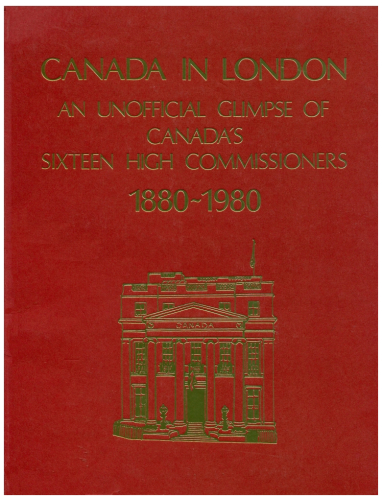 CANADA IN LONDON
AN UNOFFICIAL GLIMPSE OF
CANADA'S
SIXTEEN HIGH COMMISSIONERS
1880~1980
CANADA